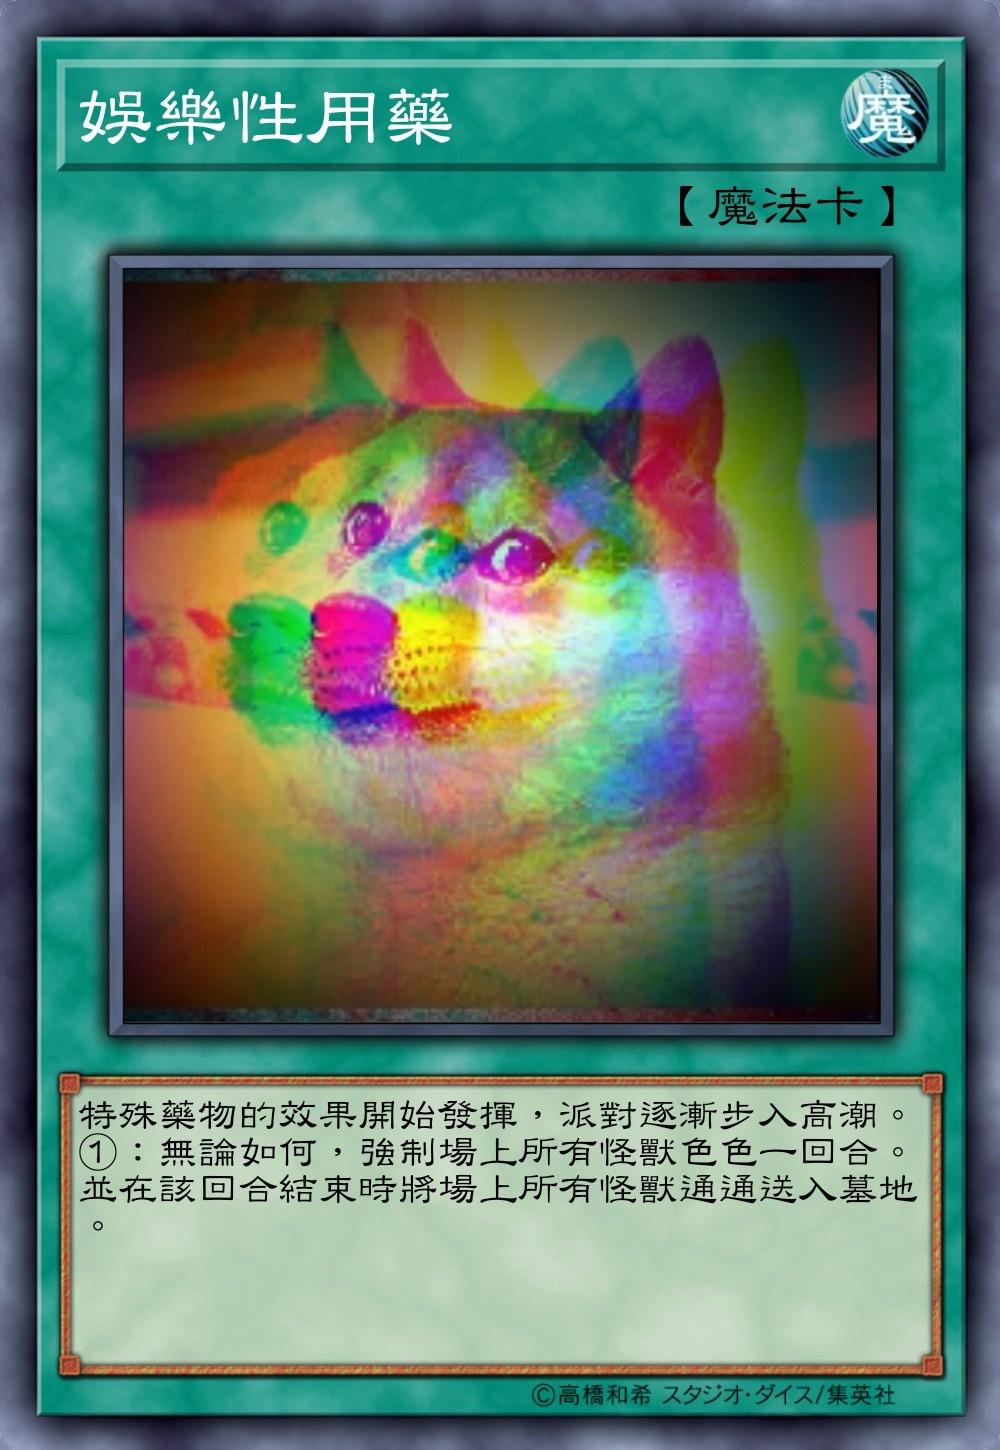 娛樂性用藥
ま
魔
【魔法卡】
特殊藥物的效果開始發揮，派對逐漸步入高潮。
①：無論如何，強制場上所有怪獸色色一回合。
並在該回合結束時將場上所有怪獸通通送入墓地
。
©高橋和希 スタジオ・ダイス/集英社